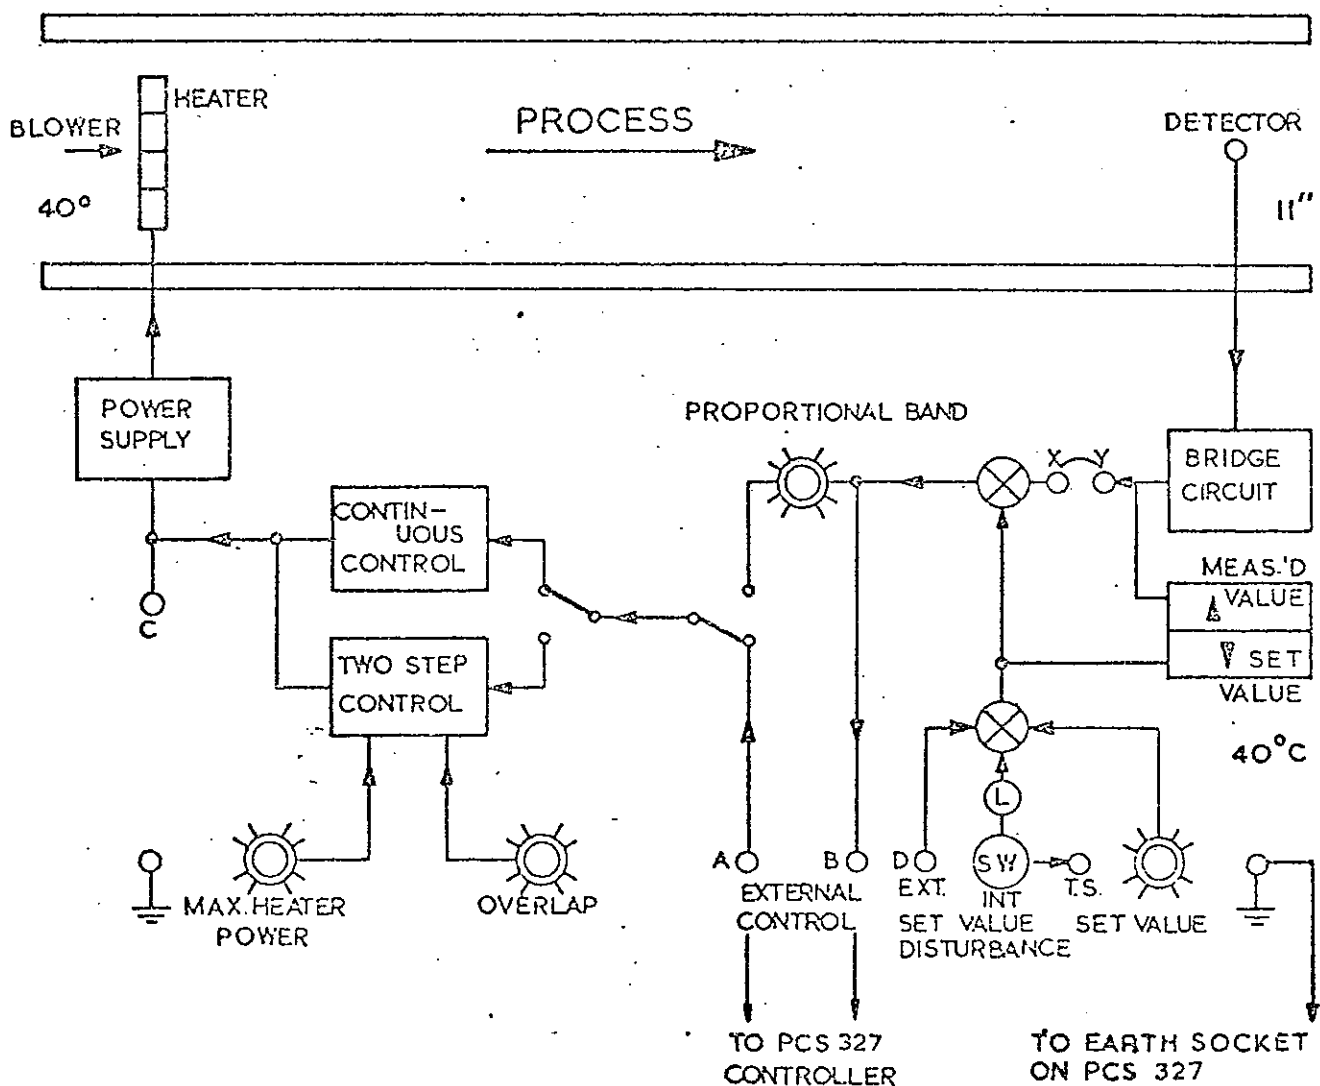 HEATER
BLOWER
PROCESS
DETECTOR
40°
11"
POWER
SUPPLY
PROPORTIONAL BAND
X Y
BRIDGE
CIRCUIT
CONTIN-
UOUS
CONTROL
MEAS.'D
VALUE
SET
VALUE
C
TWO STEP
CONTROL
40°C
L
A
B
D
SW
EXT.
INT
T.S.
MAX. HEATER
POWER
OVERLAP
EXTERNAL
CONTROL
SET VALUE
DISTURBANCE
SET VALUE
TO PCS 327
CONTROLLER
TO EARTH SOCKET
ON PCS 327